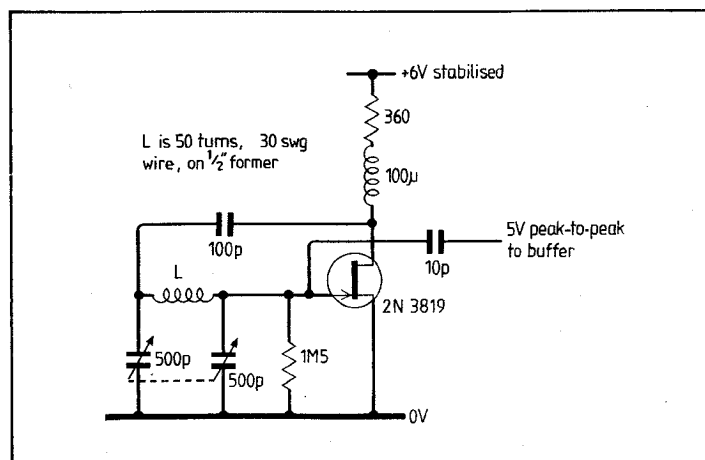 +6V stabilised
360
L is 50 turns, 30 swg
wire, on 1/2" former
100µ
100p
5V peak-to-peak
to buffer
10p
L
2N 3819
500p
500p
1M5
0V